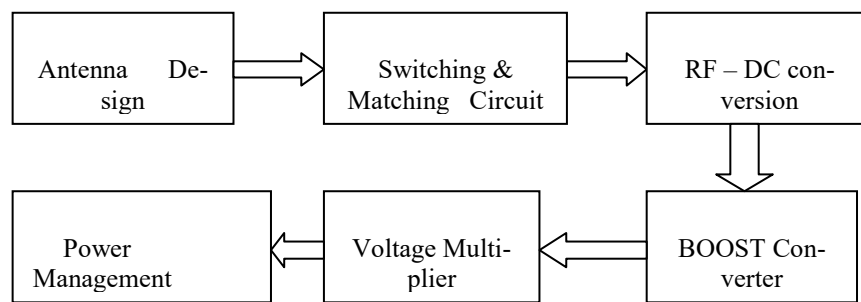 Antenna De-
sign
Switching &
Matching Circuit
RF – DC con-
version
BOOST Con-
verter
Voltage Multi-
plier
Power
Management